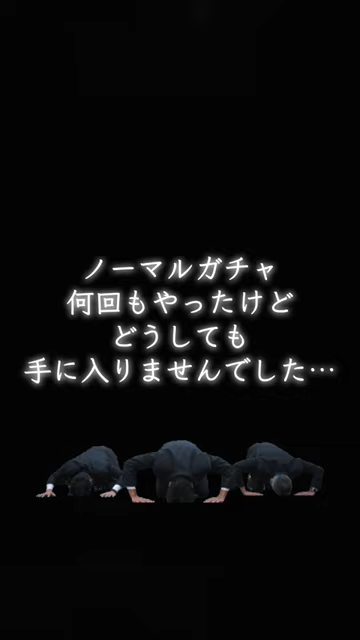 ノーマルガチャ
何回もやったけど
どうしても
手に入りませんでした…